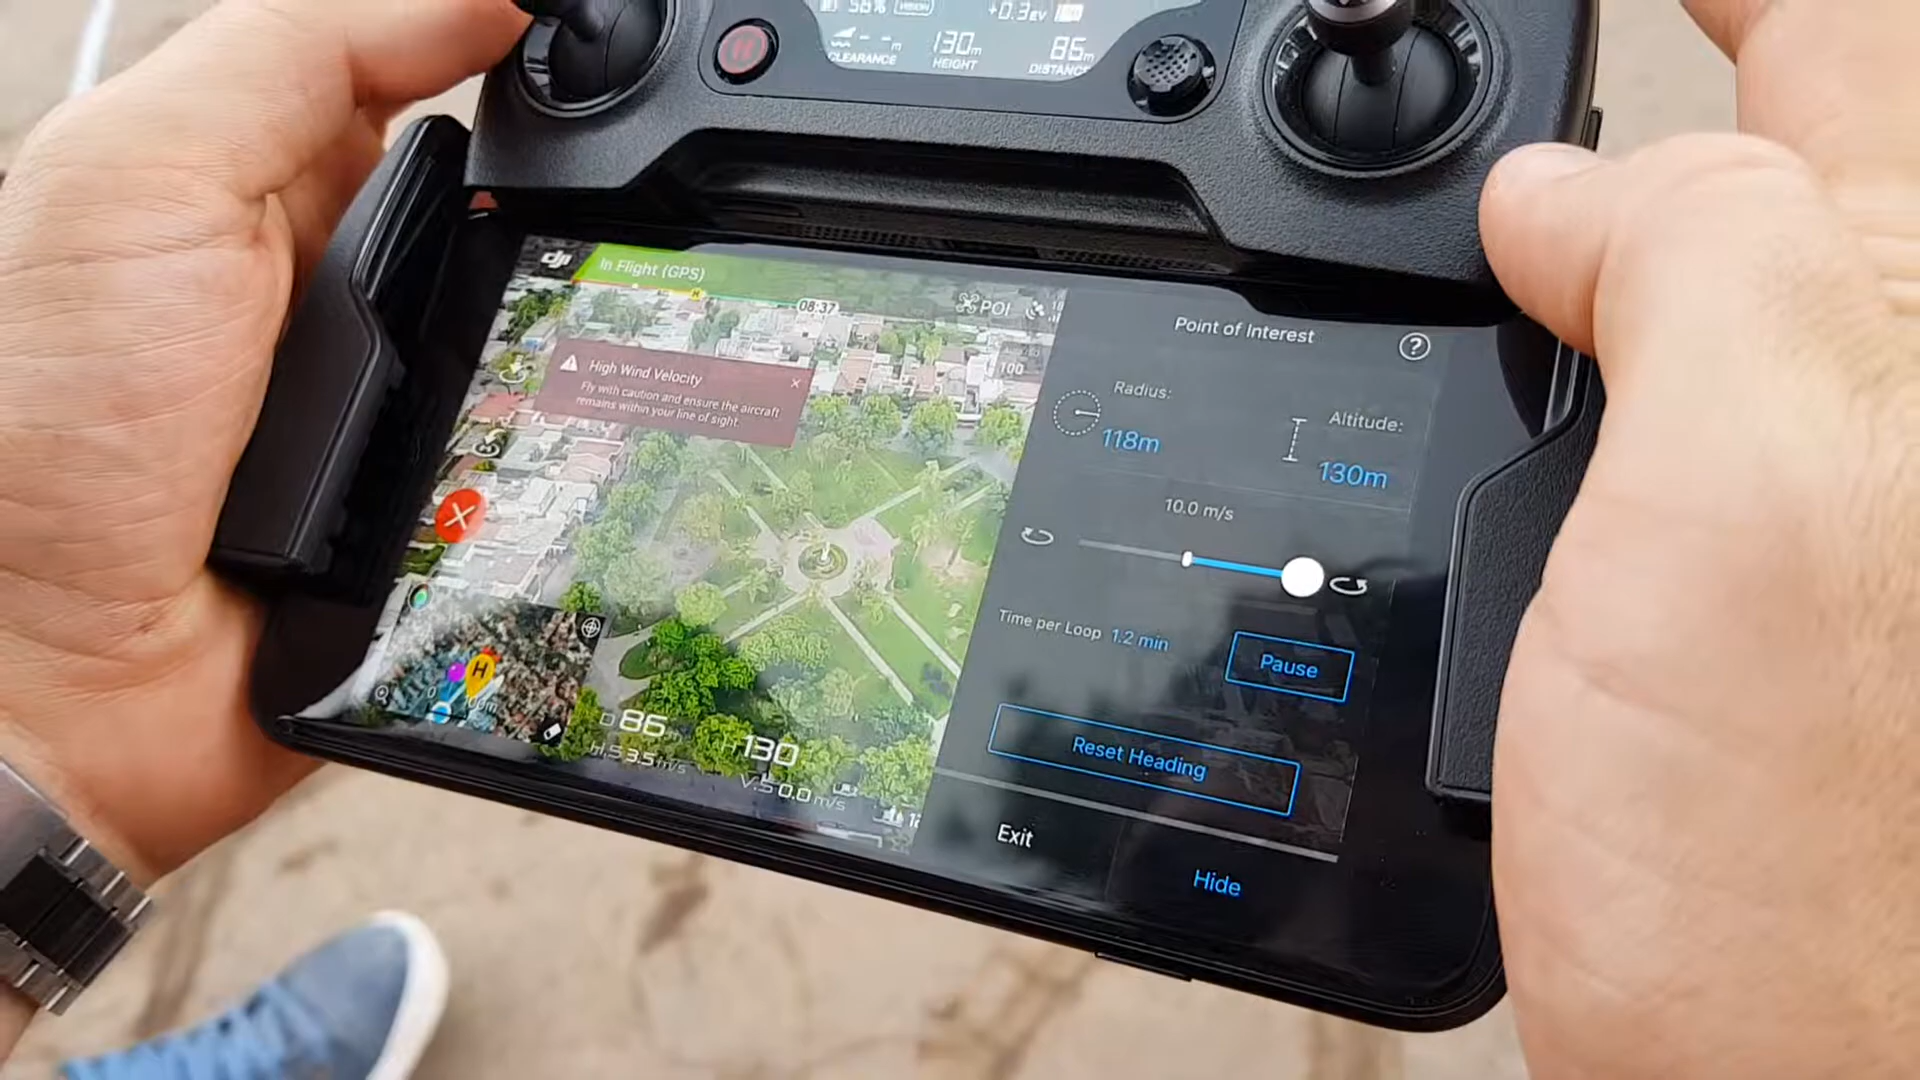 56% VISION
+0.3EV
- - m
130m
86m
CLEARANCE
HEIGHT
DISTANCE
dji
In Flight (GPS)
08:37
POI
100
High Wind Velocity
Fly with caution and ensure the aircraft
remains within your line of sight.
Point of Interest
?
Radius:
118m
Altitude:
130m
10.0 m/s
Time per Loop 1.2 min
Pause
Reset Heading
Exit
Hide
H
D 86
H 130
H.S 3.5 m/s
V.S 0.0 m/s